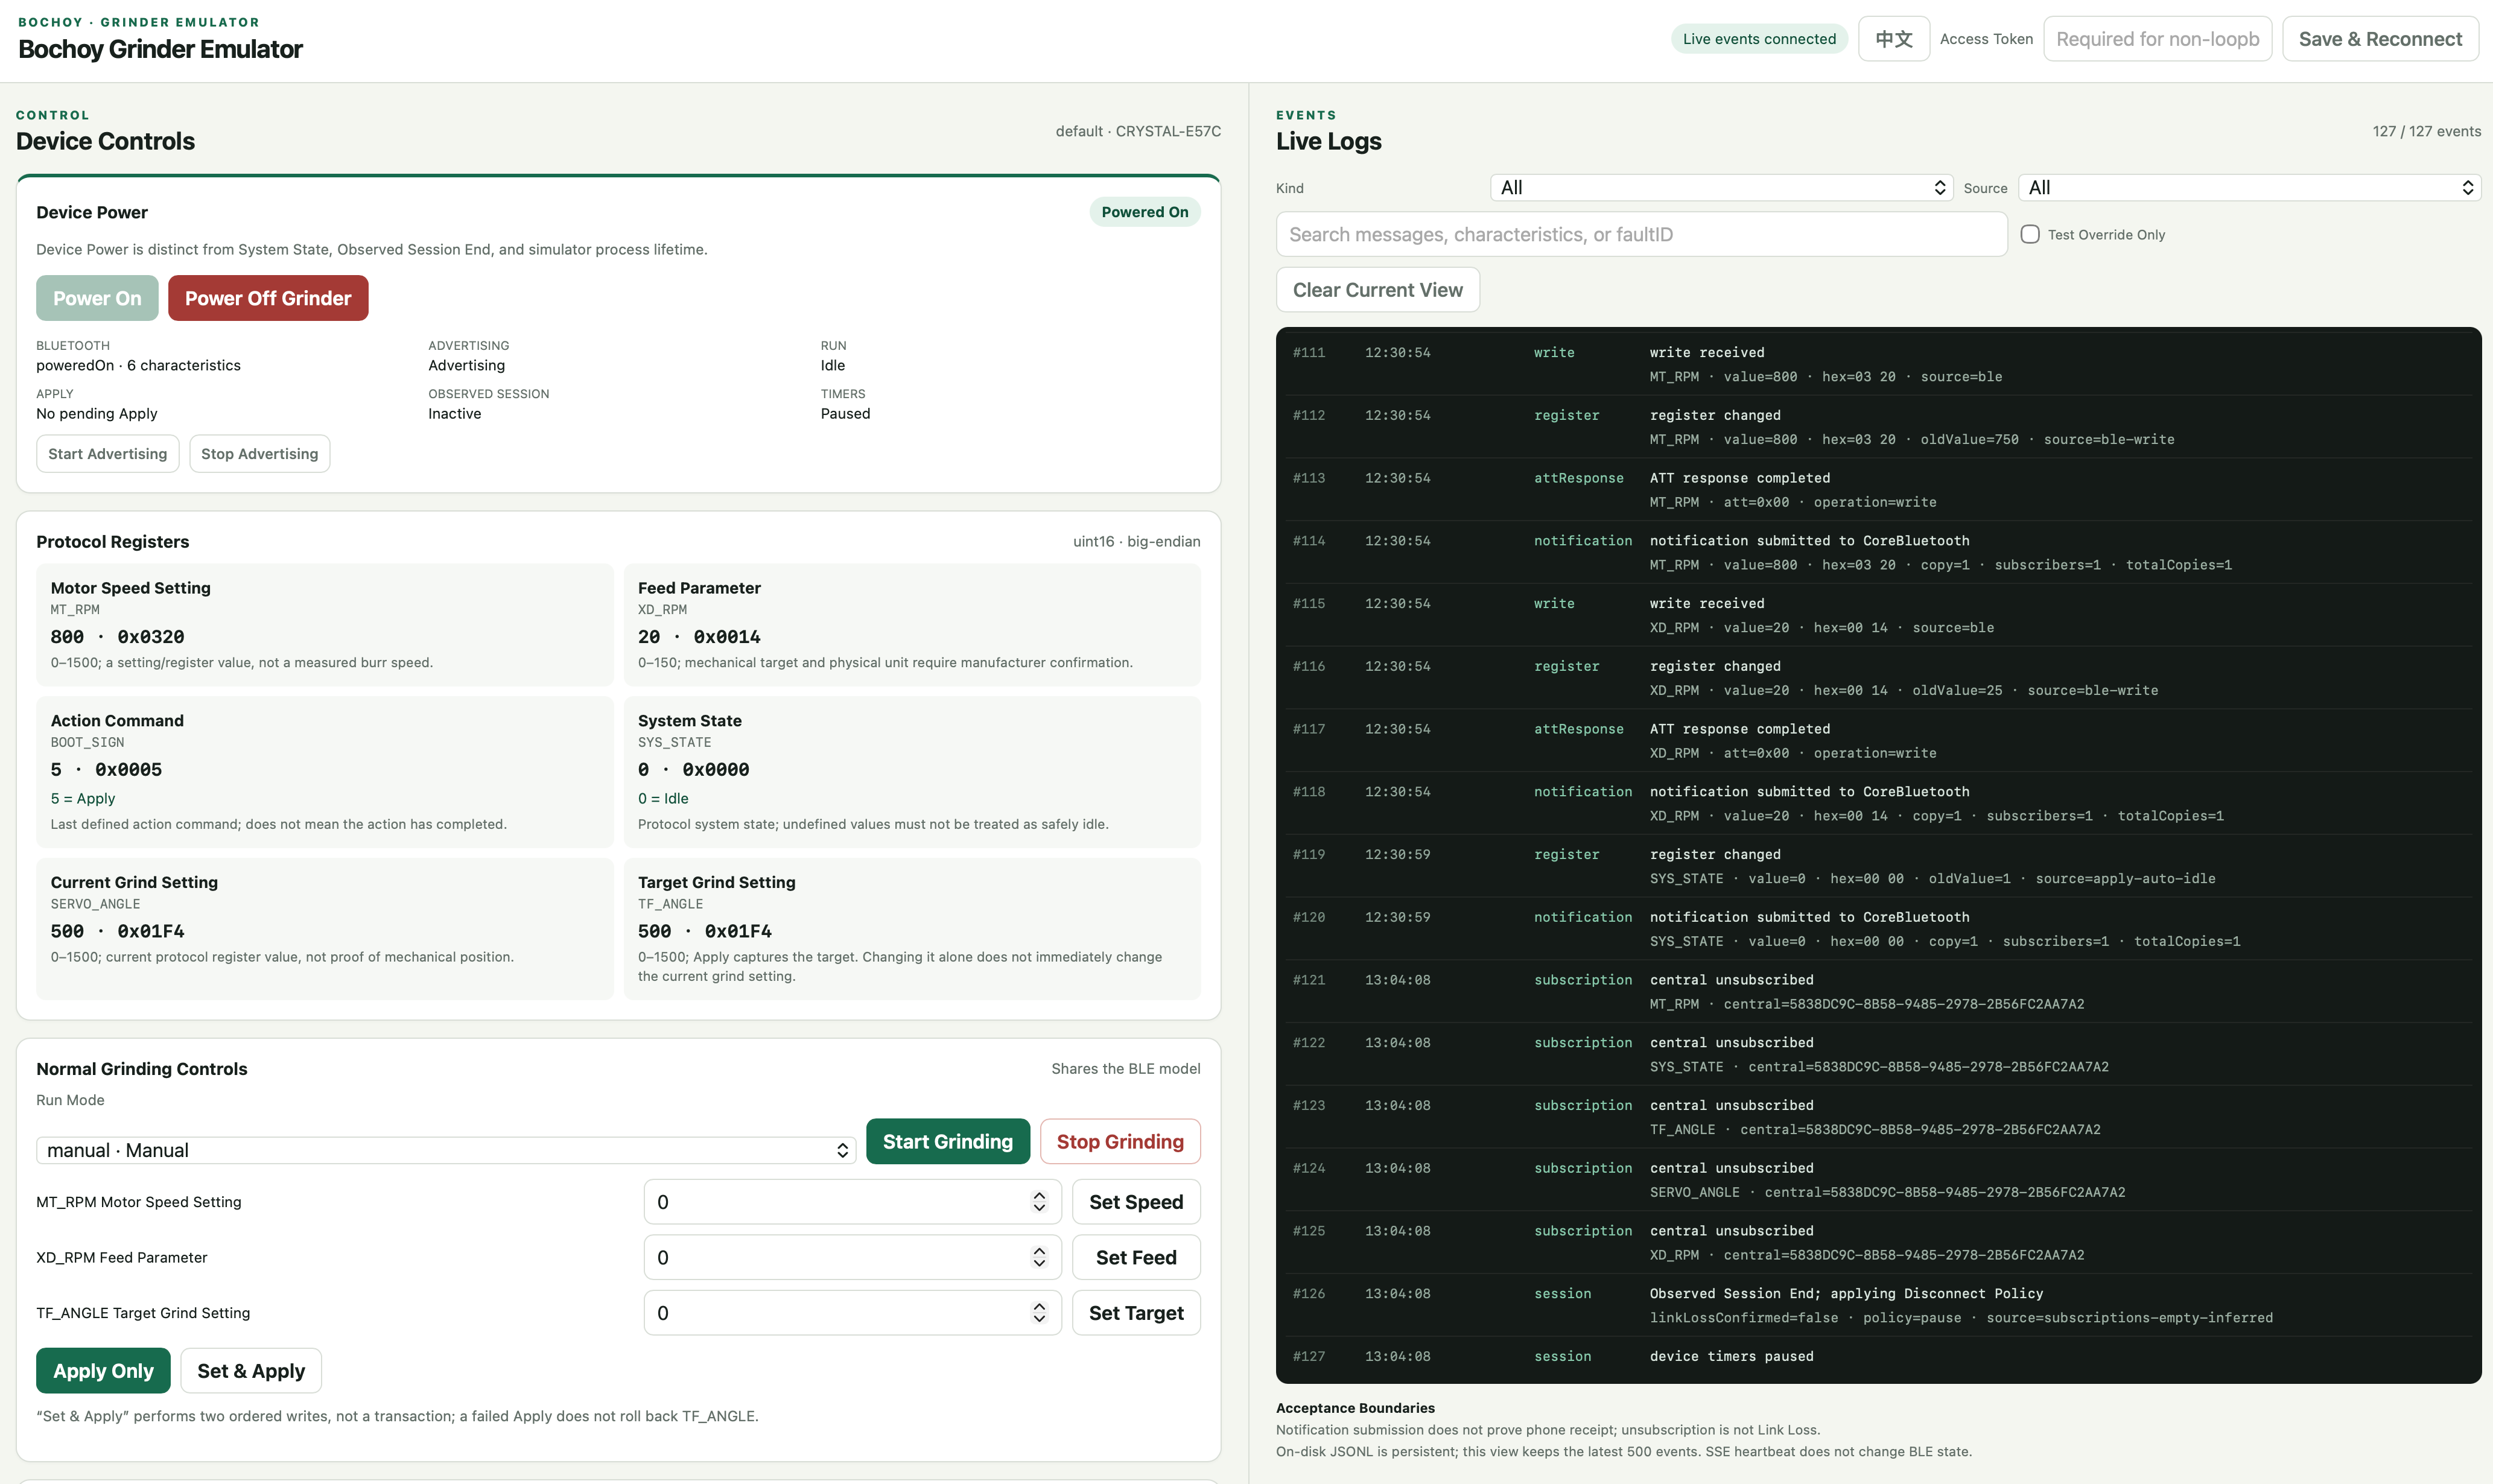 BOCHOY · GRINDER EMULATOR
Bochoy Grinder Emulator
Live events connected
中文
Access Token
Required for non-loopb
Save & Reconnect
CONTROL
Device Controls
default · CRYSTAL-E57C
Device Power
Powered On
Device Power is distinct from System State, Observed Session End, and simulator process lifetime.
Power On
Power Off Grinder
BLUETOOTH
poweredOn · 6 characteristics
ADVERTISING
Advertising
RUN
Idle
APPLY
No pending Apply
OBSERVED SESSION
Inactive
TIMERS
Paused
Start Advertising
Stop Advertising
Protocol Registers
uint16 · big-endian
Motor Speed Setting
MT_RPM
800 · 0x0320
0–1500; a setting/register value, not a measured burr speed.
Feed Parameter
XD_RPM
20 · 0x0014
0–150; mechanical target and physical unit require manufacturer confirmation.
Action Command
BOOT_SIGN
5 · 0x0005
5 = Apply
Last defined action command; does not mean the action has completed.
System State
SYS_STATE
0 · 0x0000
0 = Idle
Protocol system state; undefined values must not be treated as safely idle.
Current Grind Setting
SERVO_ANGLE
500 · 0x01F4
0–1500; current protocol register value, not proof of mechanical position.
Target Grind Setting
TF_ANGLE
500 · 0x01F4
0–1500; Apply captures the target. Changing it alone does not immediately change
the current grind setting.
Normal Grinding Controls
Shares the BLE model
Run Mode
manual · Manual
Start Grinding
Stop Grinding
MT_RPM Motor Speed Setting
0
Set Speed
XD_RPM Feed Parameter
0
Set Feed
TF_ANGLE Target Grind Setting
0
Set Target
Apply Only
Set & Apply
“Set & Apply” performs two ordered writes, not a transaction; a failed Apply does not roll back TF_ANGLE.
EVENTS
Live Logs
127 / 127 events
Kind
All
Source
All
Search messages, characteristics, or faultID
Test Override Only
Clear Current View
#111 12:30:54 write write received
MT_RPM · value=800 · hex=03 20 · source=ble
#112 12:30:54 register register changed
MT_RPM · value=800 · hex=03 20 · oldValue=750 · source=ble-write
#113 12:30:54 attResponse ATT response completed
MT_RPM · att=0x00 · operation=write
#114 12:30:54 notification notification submitted to CoreBluetooth
MT_RPM · value=800 · hex=03 20 · copy=1 · subscribers=1 · totalCopies=1
#115 12:30:54 write write received
XD_RPM · value=20 · hex=00 14 · source=ble
#116 12:30:54 register register changed
XD_RPM · value=20 · hex=00 14 · oldValue=25 · source=ble-write
#117 12:30:54 attResponse ATT response completed
XD_RPM · att=0x00 · operation=write
#118 12:30:54 notification notification submitted to CoreBluetooth
XD_RPM · value=20 · hex=00 14 · copy=1 · subscribers=1 · totalCopies=1
#119 12:30:59 register register changed
SYS_STATE · value=0 · hex=00 00 · oldValue=1 · source=apply-auto-idle
#120 12:30:59 notification notification submitted to CoreBluetooth
SYS_STATE · value=0 · hex=00 00 · copy=1 · subscribers=1 · totalCopies=1
#121 13:04:08 subscription central unsubscribed
MT_RPM · central=5838DC9C-8B58-9485-2978-2B56FC2AA7A2
#122 13:04:08 subscription central unsubscribed
SYS_STATE · central=5838DC9C-8B58-9485-2978-2B56FC2AA7A2
#123 13:04:08 subscription central unsubscribed
TF_ANGLE · central=5838DC9C-8B58-9485-2978-2B56FC2AA7A2
#124 13:04:08 subscription central unsubscribed
SERVO_ANGLE · central=5838DC9C-8B58-9485-2978-2B56FC2AA7A2
#125 13:04:08 subscription central unsubscribed
XD_RPM · central=5838DC9C-8B58-9485-2978-2B56FC2AA7A2
#126 13:04:08 session Observed Session End; applying Disconnect Policy
linkLossConfirmed=false · policy=pause · source=subscriptions-empty-inferred
#127 13:04:08 session device timers paused
Acceptance Boundaries
Notification submission does not prove phone receipt; unsubscription is not Link Loss.
On-disk JSONL is persistent; this view keeps the latest 500 events. SSE heartbeat does not change BLE state.